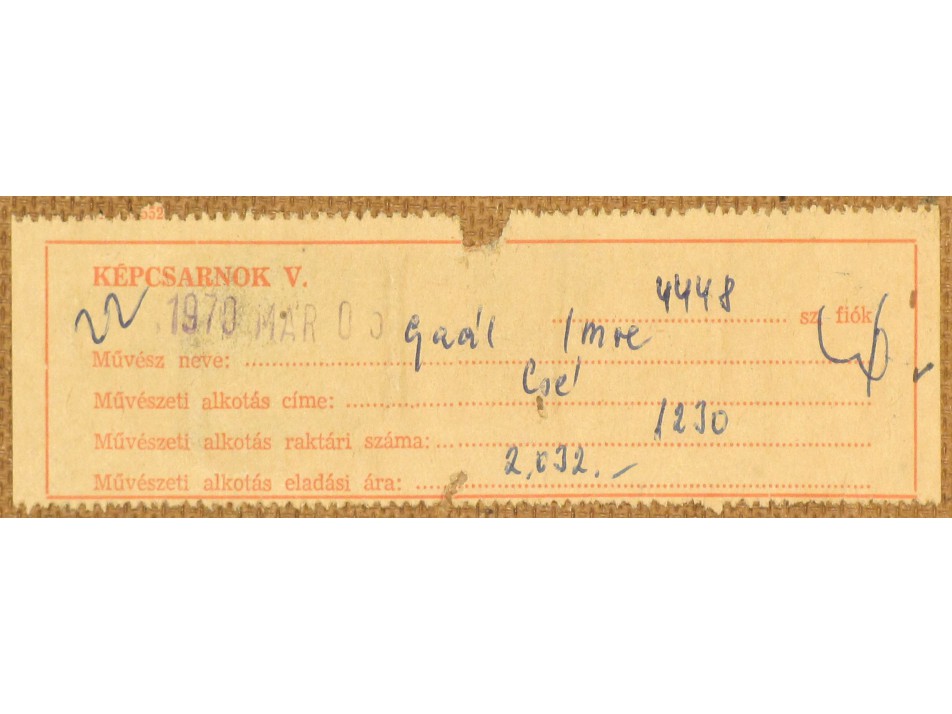 552
KÉPCSARNOK V.
1970 MÁR 0
4448 sz. fiók
Művész neve: Gaál Imre
Művészeti alkotás címe:
Művészeti alkotás raktári száma: 1230
Művészeti alkotás eladási ára: 2,032.-